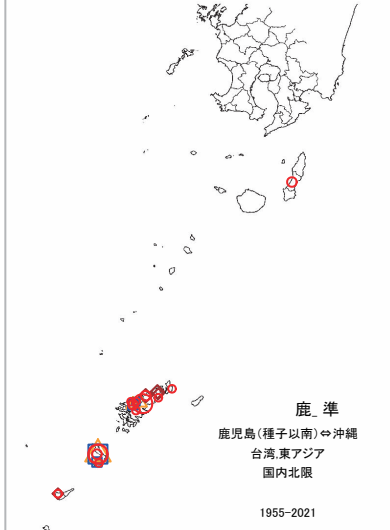 鹿_準
鹿児島(種子以南)⇔沖縄
台湾,東アジア
国内北限
1955-2021